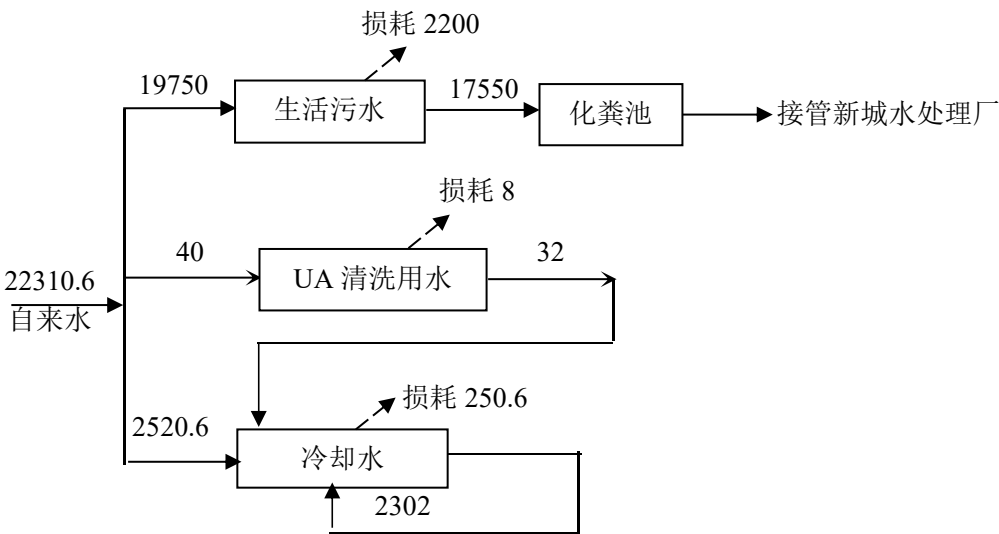 损耗 2200
19750
生活污水
17550
化粪池
接管新城水处理厂
损耗 8
40
UA 清洗用水
32
22310.6
自来水
损耗 250.6
2520.6
冷却水
2302